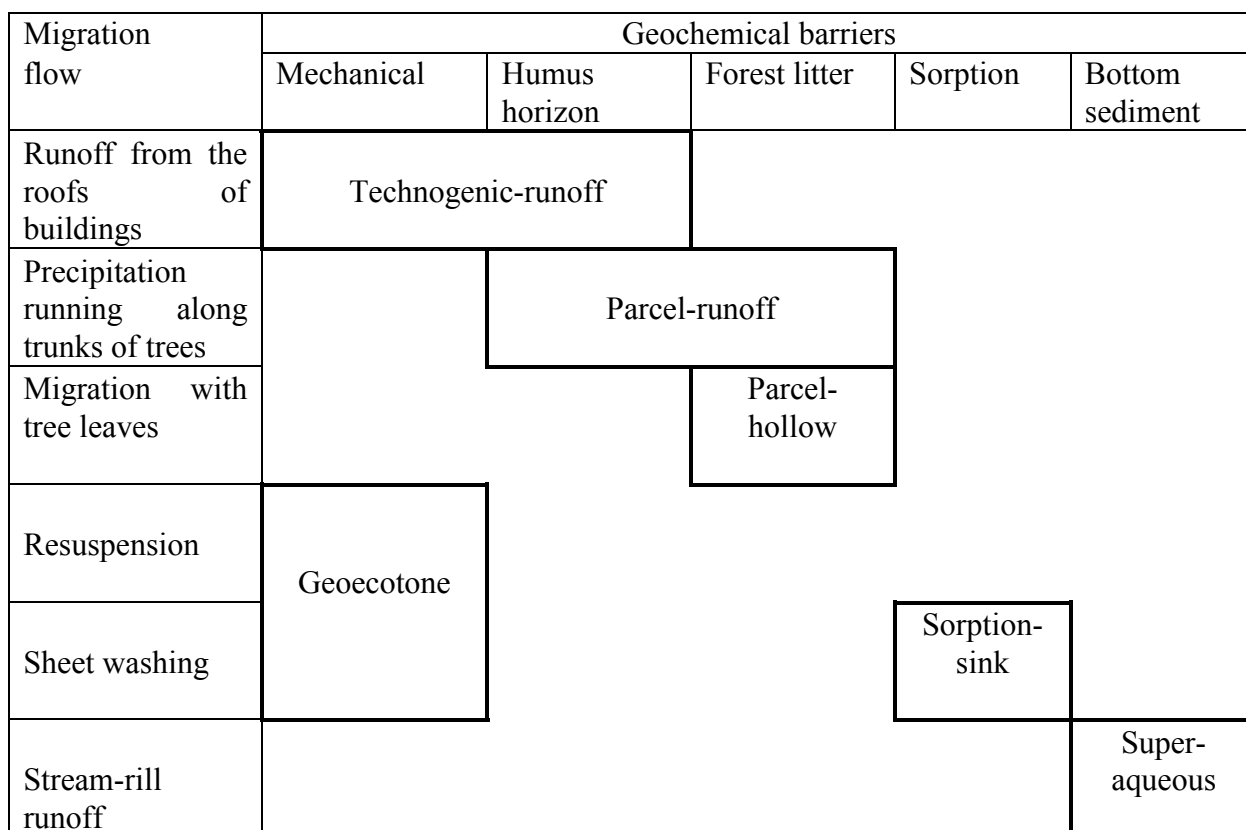 Migration
flow
Geochemical barriers
Mechanical
Humus
horizon
Forest litter
Sorption
Bottom
sediment
Runoff from the
roofs of
buildings
Technogenic-runoff
Precipitation
running along
trunks of trees
Parcel-runoff
Migration with
tree leaves
Parcel-
hollow
Resuspension
Geoecotone
Sheet washing
Sorption-
sink
Stream-rill
runoff
Super-
aqueous